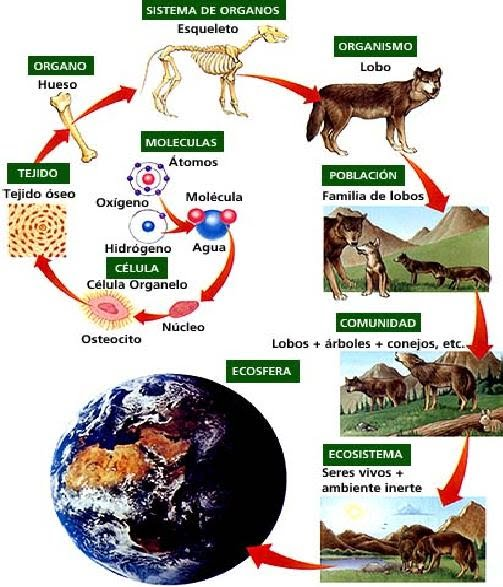 SISTEMA DE ORGANOS
Esqueleto
ORGANISMO
Lobo
ORGANO
Hueso
MOLECULAS
Átomos
Oxígeno
Molécula
Hidrógeno
Agua
TEJIDO
Tejido óseo
CÉLULA
Célula Organelo
Núcleo
Osteocito
POBLACIÓN
Familia de lobos
COMUNIDAD
Lobos + árboles + conejos, etc.
ECOSISTEMA
Seres vivos +
ambiente inerte
ECOSFERA